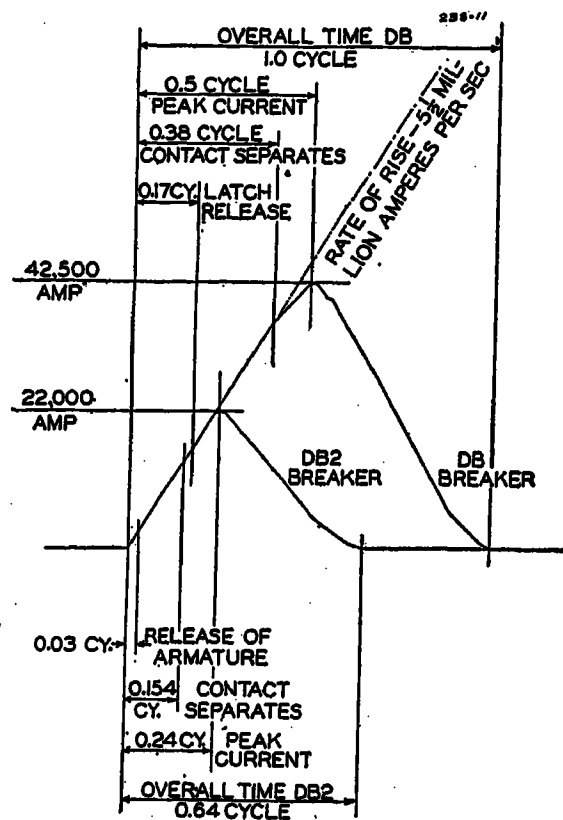 235-11
OVERALL TIME DB
1.0 CYCLE
0.5 CYCLE
PEAK CURRENT
0.38 CYCLE
CONTACT SEPARATES
0.17CY.
LATCH
RELEASE
RATE OF RISE-5½ MIL-
LION AMPERES PER SEC
42,500
AMP
22,000
AMP
DB2
BREAKER
DB
BREAKER
0.03 CY.
RELEASE OF
ARMATURE
0.154
CY.
CONTACT
SEPARATES
0.24CY.
PEAK
CURRENT
OVERALL TIME DB2
0.64 CYCLE